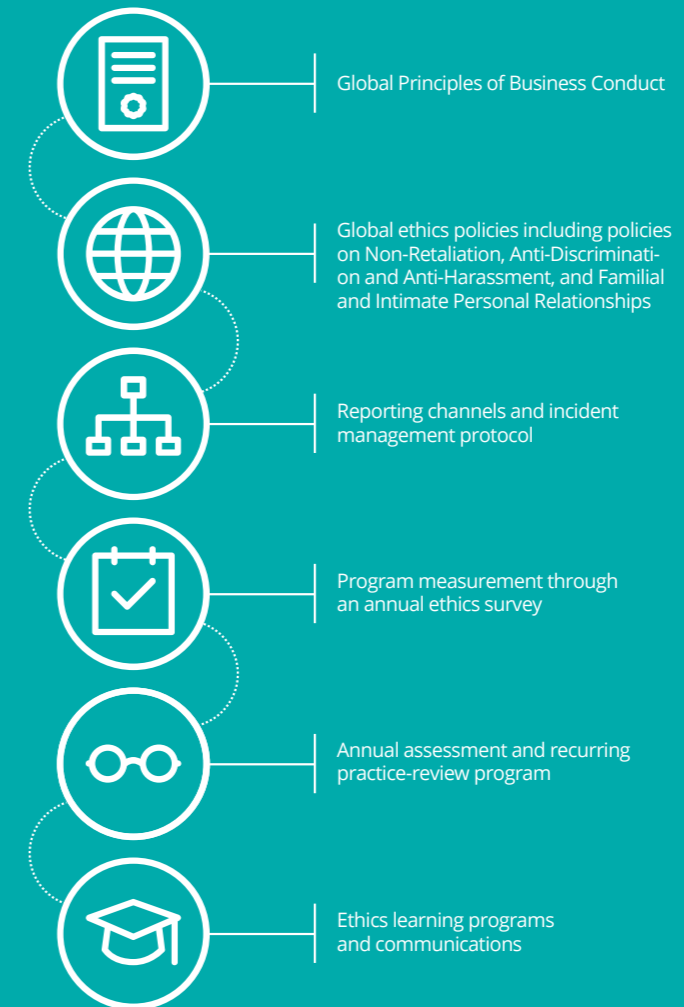 Global Principles of Business Conduct
Global ethics policies including policies
on Non-Retaliation, Anti-Discriminati-
on and Anti-Harassment, and Familial
and Intimate Personal Relationships
Reporting channels and incident
management protocol
Program measurement through
an annual ethics survey
Annual assessment and recurring
practice-review program
Ethics learning programs
and communications